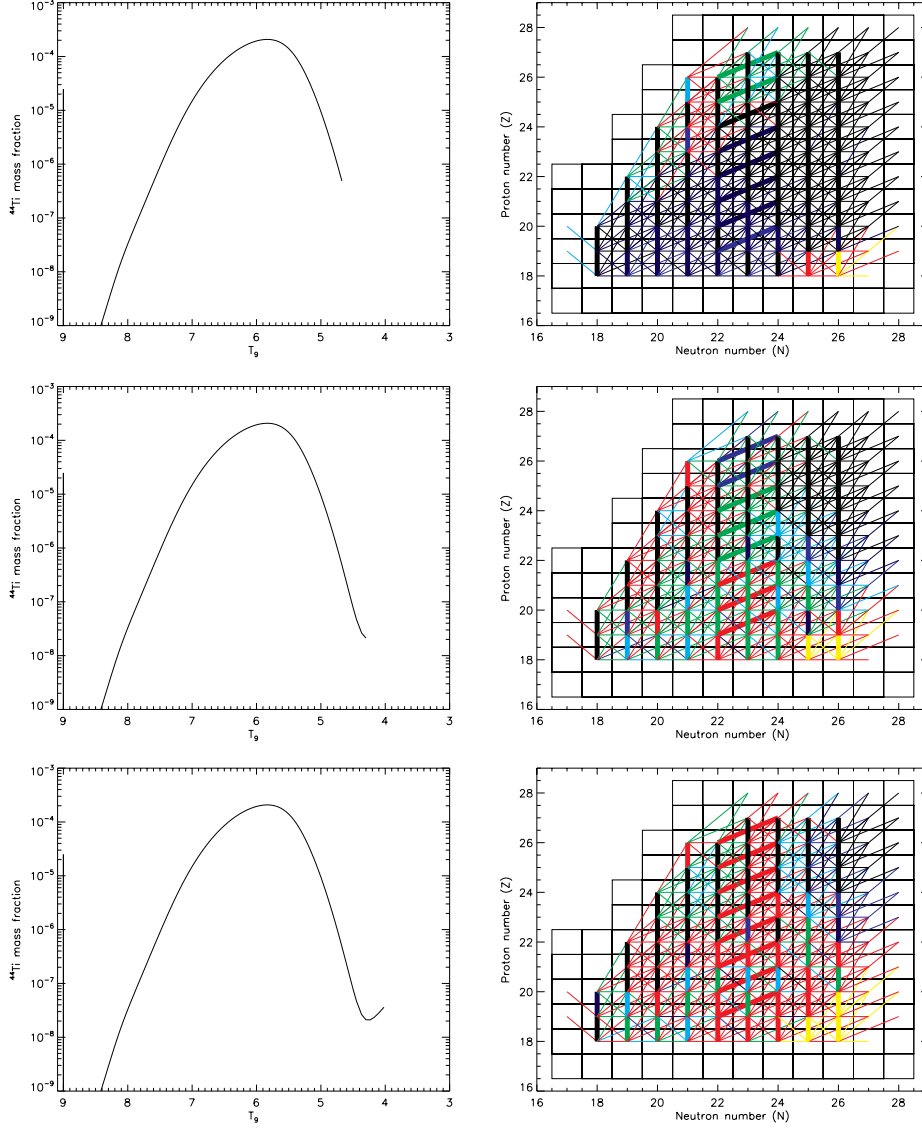 10⁻³
10⁻⁴
10⁻⁵
10⁻⁶
10⁻⁷
10⁻⁸
10⁻⁹
⁴⁴Ti mass fraction
9 8 7 6 5 4 3
T₉
28
26
24
22
20
18
16
Proton number (Z)
16 18 20 22 24 26 28
Neutron number (N)
10⁻³
10⁻⁴
10⁻⁵
10⁻⁶
10⁻⁷
10⁻⁸
10⁻⁹
⁴⁴Ti mass fraction
9 8 7 6 5 4 3
T₉
28
26
24
22
20
18
16
Proton number (Z)
16 18 20 22 24 26 28
Neutron number (N)
10⁻³
10⁻⁴
10⁻⁵
10⁻⁶
10⁻⁷
10⁻⁸
10⁻⁹
⁴⁴Ti mass fraction
9 8 7 6 5 4 3
T₉
28
26
24
22
20
18
16
Proton number (Z)
16 18 20 22 24 26 28
Neutron number (N)